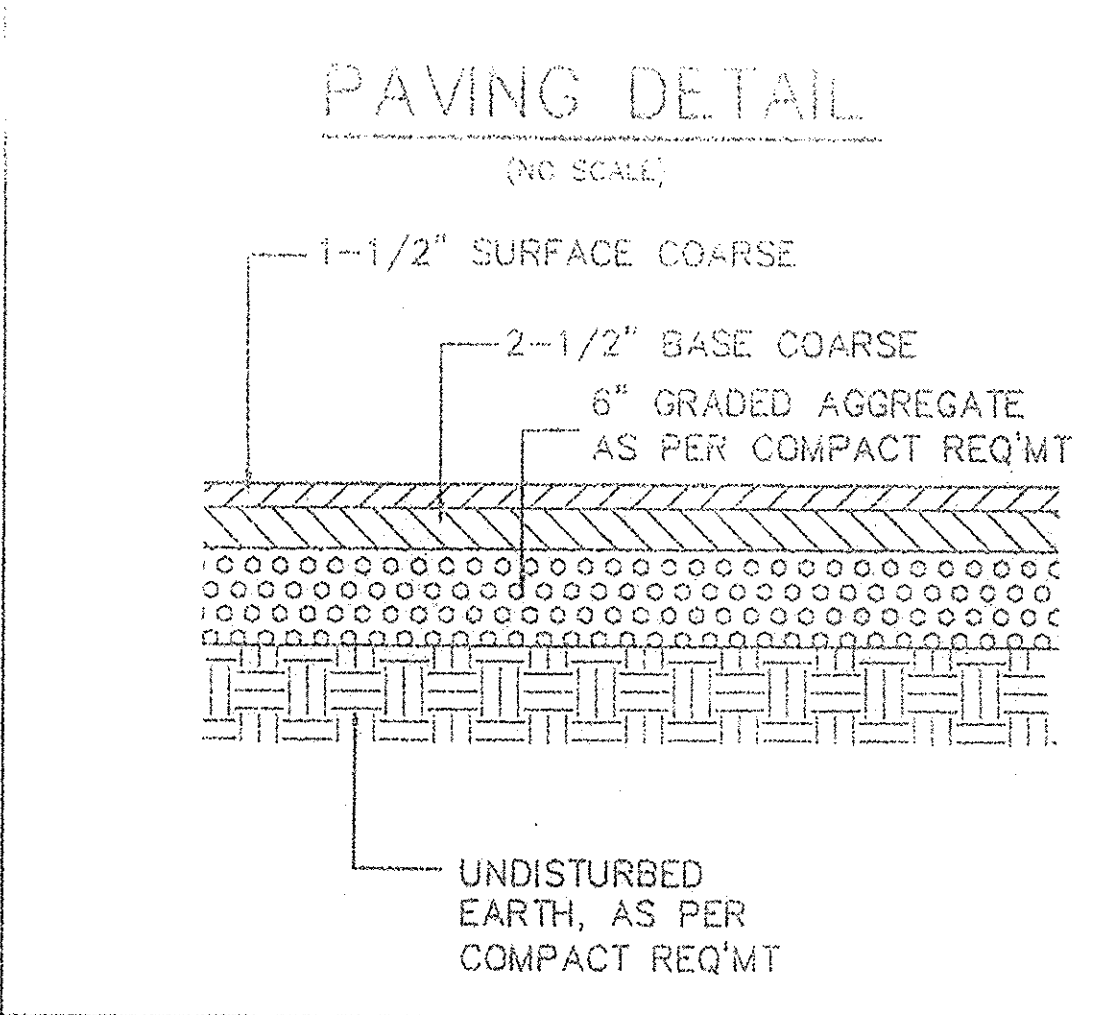 PAVING DETAIL
(NO SCALE)
1-1/2" SURFACE COARSE
2-1/2" BASE COARSE
6" GRADED AGGREGATE
AS PER COMPACT REQ'MT
UNDISTURBED
EARTH, AS PER
COMPACT REQ'MT